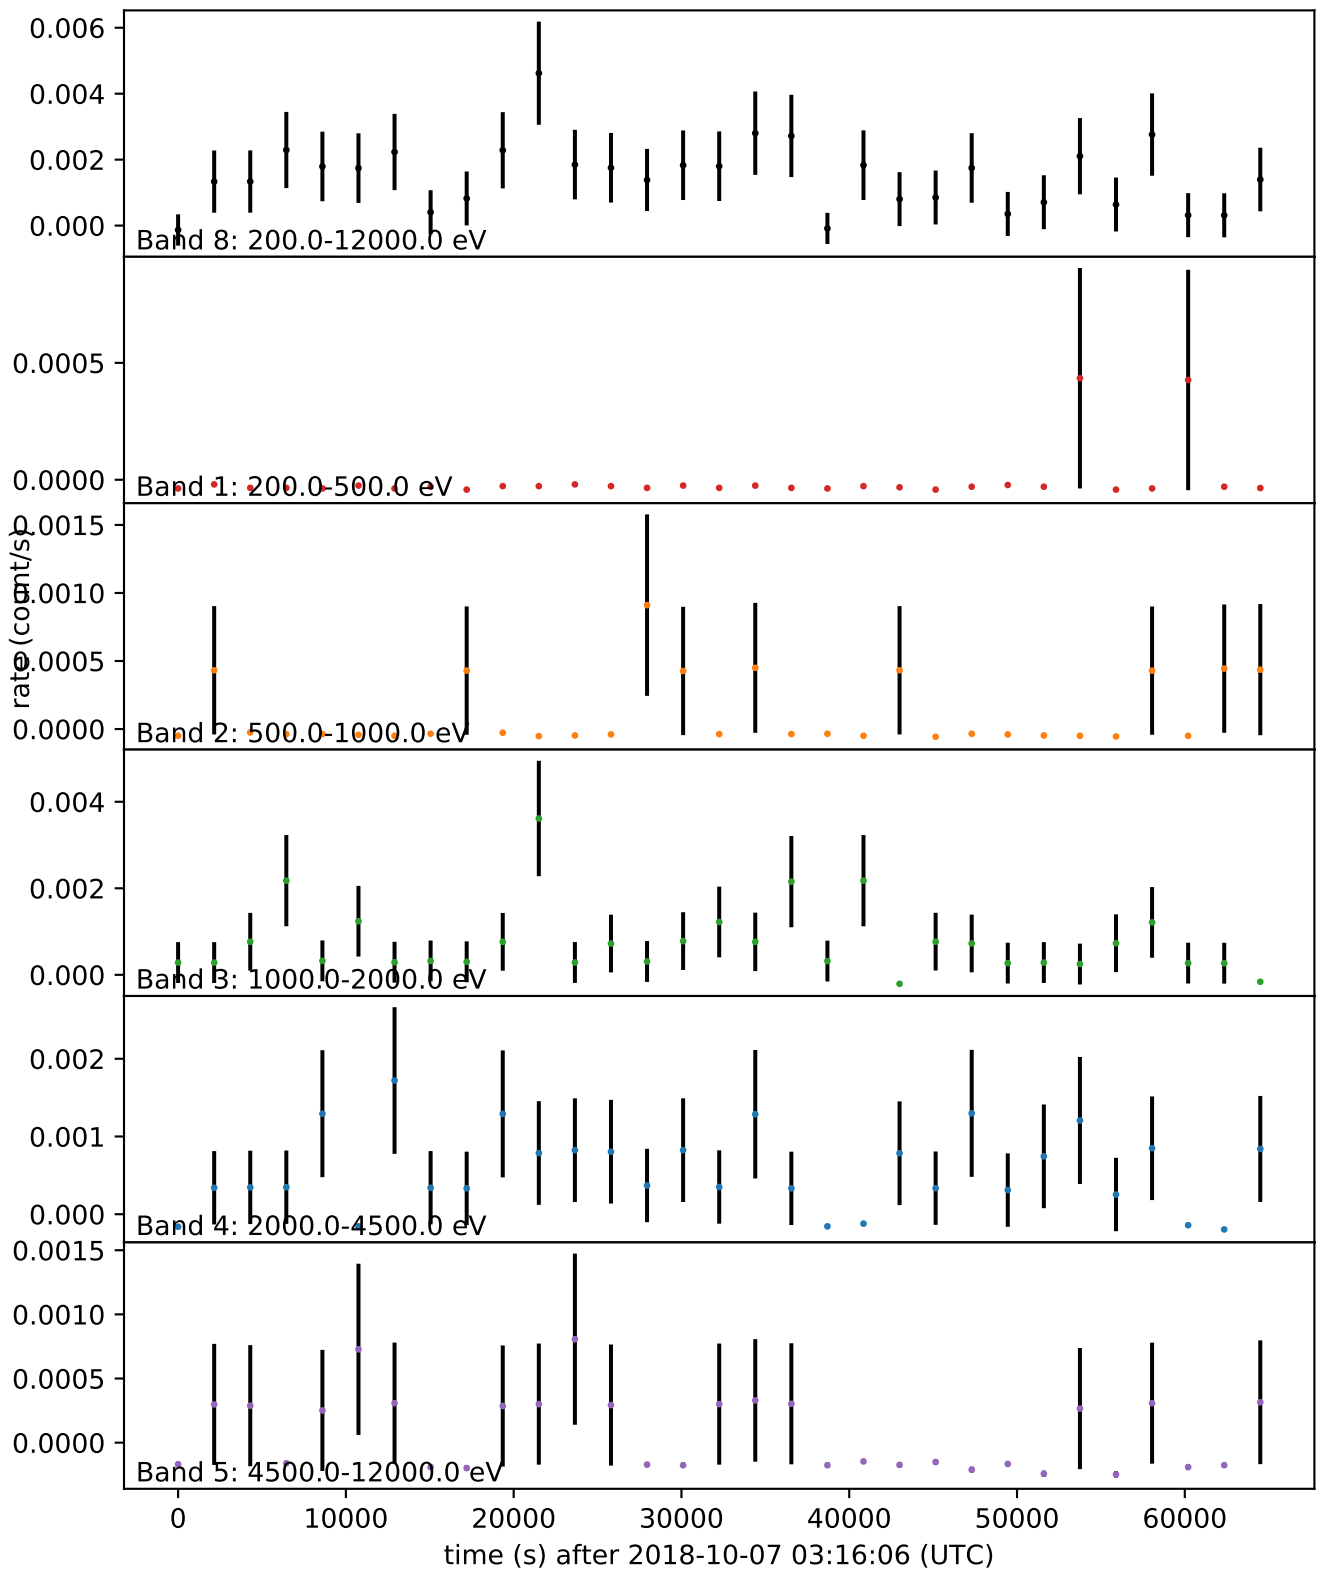 0.006
0.004
0.002
0.000
Band 8: 200.0-12000.0 eV
0.0005
0.0000
Band 1: 200.0-500.0 eV
rate (count/s)
0.0015
0.0010
0.0005
0.0000
Band 2: 500.0-1000.0 eV
0.004
0.002
0.000
Band 3: 1000.0-2000.0 eV
0.002
0.001
0.000
Band 4: 2000.0-4500.0 eV
0.0015
0.0010
0.0005
0.0000
Band 5: 4500.0-12000.0 eV
0 10000 20000 30000 40000 50000 60000
time (s) after 2018-10-07 03:16:06 (UTC)